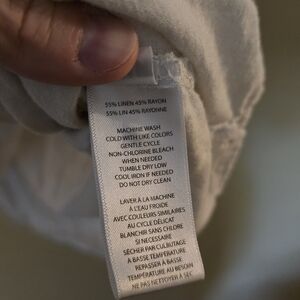 55% LINEN 45% RAYON
55% LIN 45% RAYONNE
MACHINE WASH
COLD WITH LIKE COLORS
GENTLE CYCLE
NON-CHLORINE BLEACH
WHEN NEEDED
TUMBLE DRY LOW
COOL IRON IF NEEDED
DO NOT DRY CLEAN
LAVER À LA MACHINE
À L'EAU FROIDE
AVEC COULEURS SIMILAIRES
AU CYCLE DÉLICAT
BLANCHIR SANS CHLORE
SI NECESSAIRE
SÉCHER PAR CULBUTAGE
À BASSE TEMPÉRATURE
REPASSER À BASSE
TEMPÉRATURE AU BESOIN
NE PAS NETTOYER À SEC